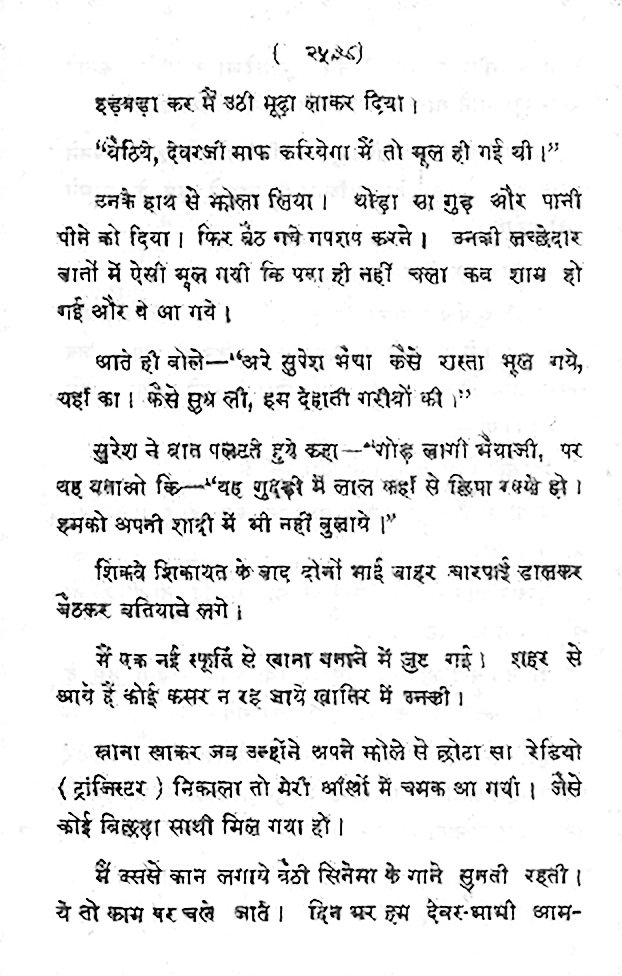 हड़बड़ा कर मैं उठी मूढ़ा लाकर दिया।
“बैठिये, देवरजी माफ करियेगा मैं तो भूल ही गई थी।”
उनके हाथ से झोला लिया। थोड़ा सा गुड़ और पानी
पीने को दिया। फिर बैठ गये गपशप करने। उनकी लच्छेदार
बातों में ऐसी भूल गयी कि पता ही नहीं चला कब शाम हो
गई और ये आ गये।
आते ही बोले—“अरे सुरेश भैया कैसे रास्ता भूल गये,
यहाँ का। कैसे सुध ली, हम देहाती गरीबों की।”
सुरेश ने बात पलटते हुये कहा—“गोड़ लागी भैयाजी, पर
यह बताओ कि—“यह गुदड़ी में लाल कहाँ से छिपा रक्खे हो।
हमको अपनी शादी में भी नहीं बुलाये।”
शिकवे शिकायत के बाद दोनों भाई बाहर चारपाई डालकर
बैठकर बतियाने लगे।
मैं एक नई स्फूर्ति से खाना बनाने में जुट गई। शहर से
आये हैं कोई कसर न रह जाये खातिर में उनकी।
खाना खाकर जब उन्होंने अपने झोले से छोटा सा रेडियो
(ट्रांजिस्टर) निकाला तो मेरी आँखों में चमक आ गयी। जैसे
कोई बिछड़ा साथी मिल गया हो।
मैं उससे कान लगाये बैठी सिनेमा के गाने सुनती रहती।
ये तो काम पर चले जाते। दिन भर हम देवर-भाभी आम-